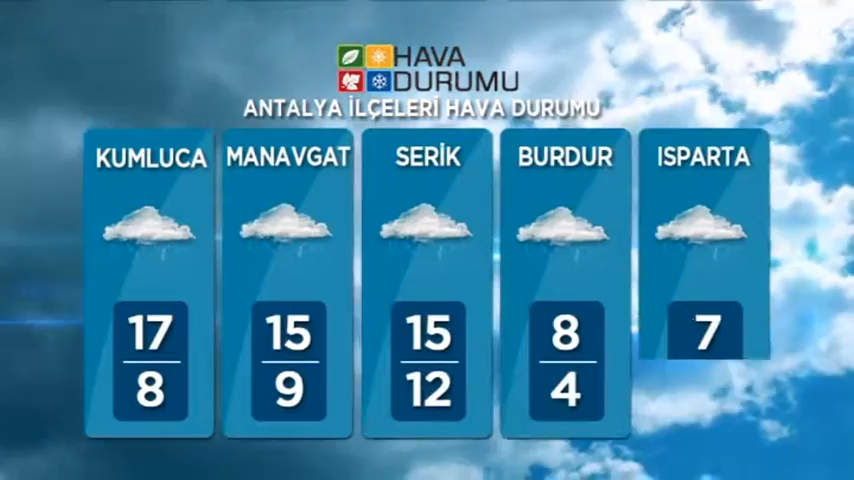 HAVA
DURUMU
ANTALYA İLÇELERİ HAVA DURUMU
KUMLUCA
17
8
MANAVGAT
15
9
SERİK
15
12
BURDUR
8
4
ISPARTA
7